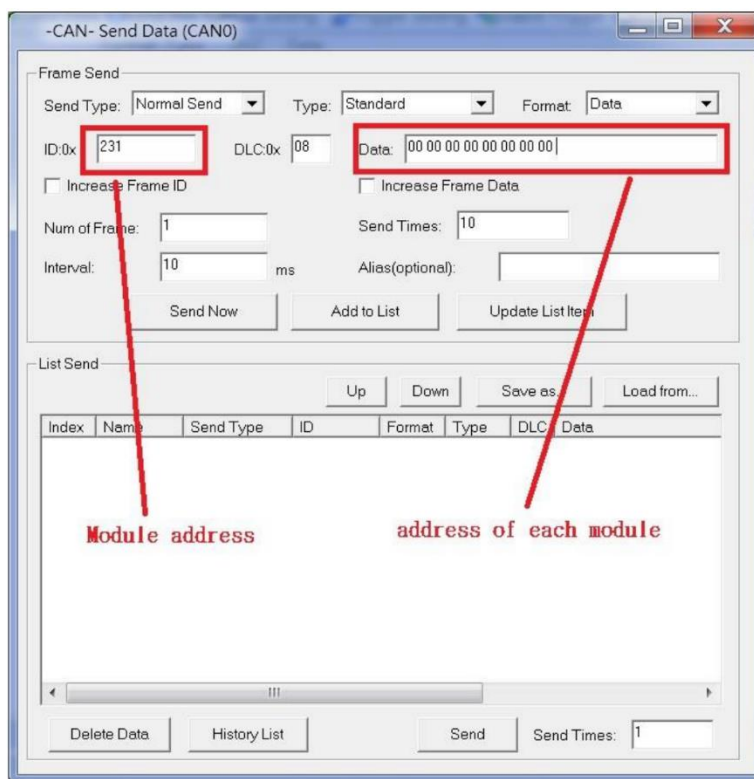 -CAN- Send Data (CAN0)
Frame Send
Send Type: Normal Send Type: Standard Format: Data
ID:0x 231 DLC:0x 08 Data: 00 00 00 00 00 00 00 00
Increase Frame ID Increase Frame Data
Num of Frame: 1 Send Times: 10
Interval: 10 ms Alias(optional):
Send Now Add to List Update List Item
List Send
Up Down Save as... Load from...
Index Name Send Type ID Format Type DLC Data
Module address address of each module
Delete Data History List Send Send Times: 1